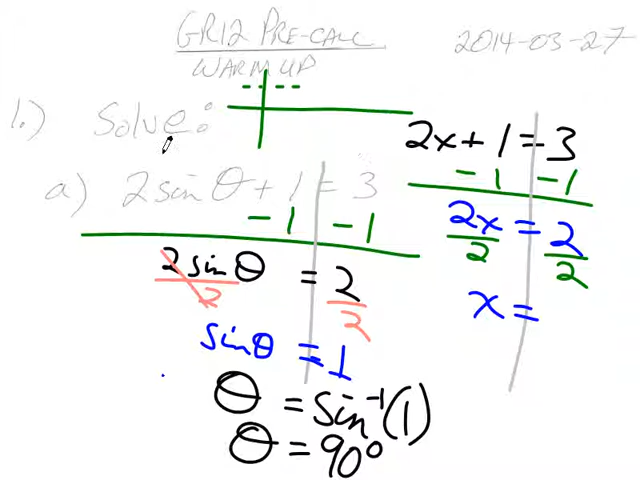 GR12 PRE-CALC
2014-03-27
WARM UP
1.) Solve:
a) 2sinθ + 1 = 3
-1 -1
2sinθ = 2
2 2
sinθ = 1
θ = sin⁻¹(1)
θ = 90°
2x + 1 = 3
-1 -1
2x = 2
2 2
x =